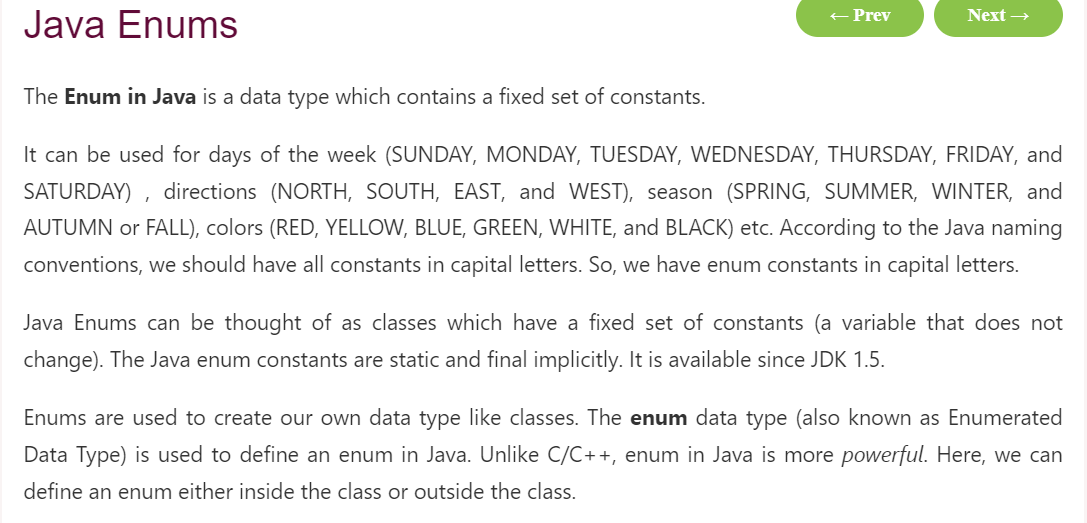 Java Enums
← Prev
Next →
The Enum in Java is a data type which contains a fixed set of constants.
It can be used for days of the week (SUNDAY, MONDAY, TUESDAY, WEDNESDAY, THURSDAY, FRIDAY, and
SATURDAY) , directions (NORTH, SOUTH, EAST, and WEST), season (SPRING, SUMMER, WINTER, and
AUTUMN or FALL), colors (RED, YELLOW, BLUE, GREEN, WHITE, and BLACK) etc. According to the Java naming
conventions, we should have all constants in capital letters. So, we have enum constants in capital letters.
Java Enums can be thought of as classes which have a fixed set of constants (a variable that does not
change). The Java enum constants are static and final implicitly. It is available since JDK 1.5.
Enums are used to create our own data type like classes. The enum data type (also known as Enumerated
Data Type) is used to define an enum in Java. Unlike C/C++, enum in Java is more powerful. Here, we can
define an enum either inside the class or outside the class.